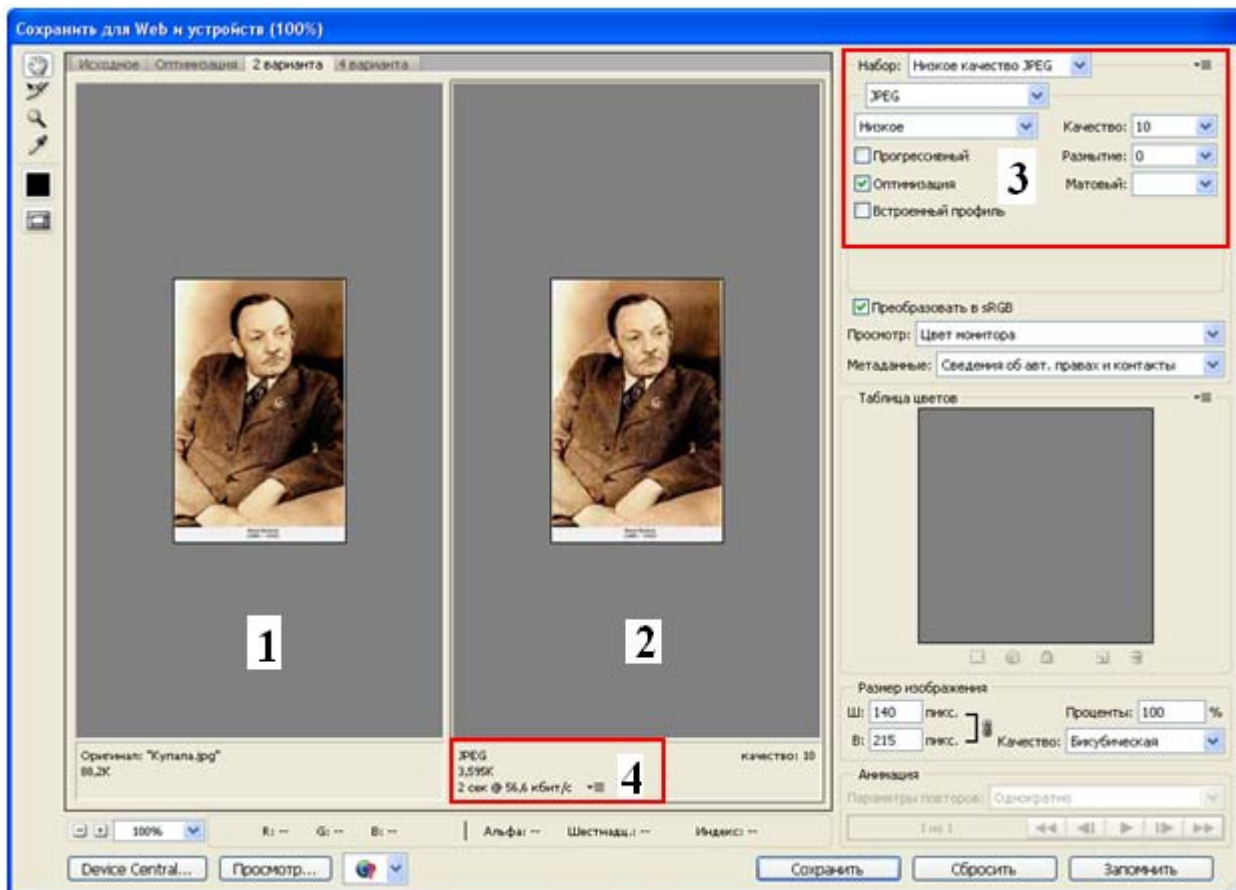 Сохранить для Web и устройств (100%)
Исходное Оптимизация 2 варианта 4 варианта
1
Оригинал: "Купала.jpg"
88,2K
2
JPEG
3,595K
2 сек @ 56,6 кбит/с
4
качество: 10
Набор: Низкое качество JPEG
JPEG
Низкое
Качество: 10
Прогрессивный
Размытие: 0
Оптимизация
3
Матовый:
Встроенный профиль
Преобразовать в sRGB
Просмотр: Цвет монитора
Метаданные: Сведения об авт. правах и контакты
Таблица цветов
Размер изображения
Ш: 140 пикс.
Проценты: 100 %
В: 215 пикс.
Качество: Бикубическая
Анимация
Параметры повторов: Однократно
1 из 1
100% R: -- G: -- B: -- Альфа: -- Шестнадц.: -- Индекс: --
Device Central... Просмотр... Сохранить Сбросить Запомнить